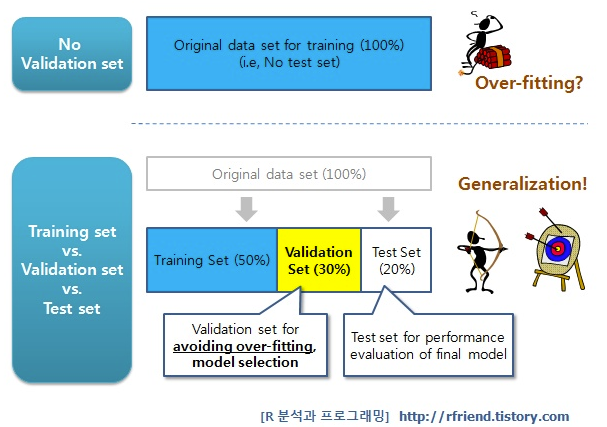 No
Validation set
Original data set for training (100%)
(i.e, No test set)
Over-fitting?
Training set
vs.
Validation set
vs.
Test set
Original data set (100%)
Generalization!
Training Set (50%)
Validation
Set (30%)
Test Set
(20%)
Validation set for
avoiding over-fitting,
model selection
Test set for performance
evaluation of final model
[R 분석과 프로그래밍] http://rfriend.tistory.com